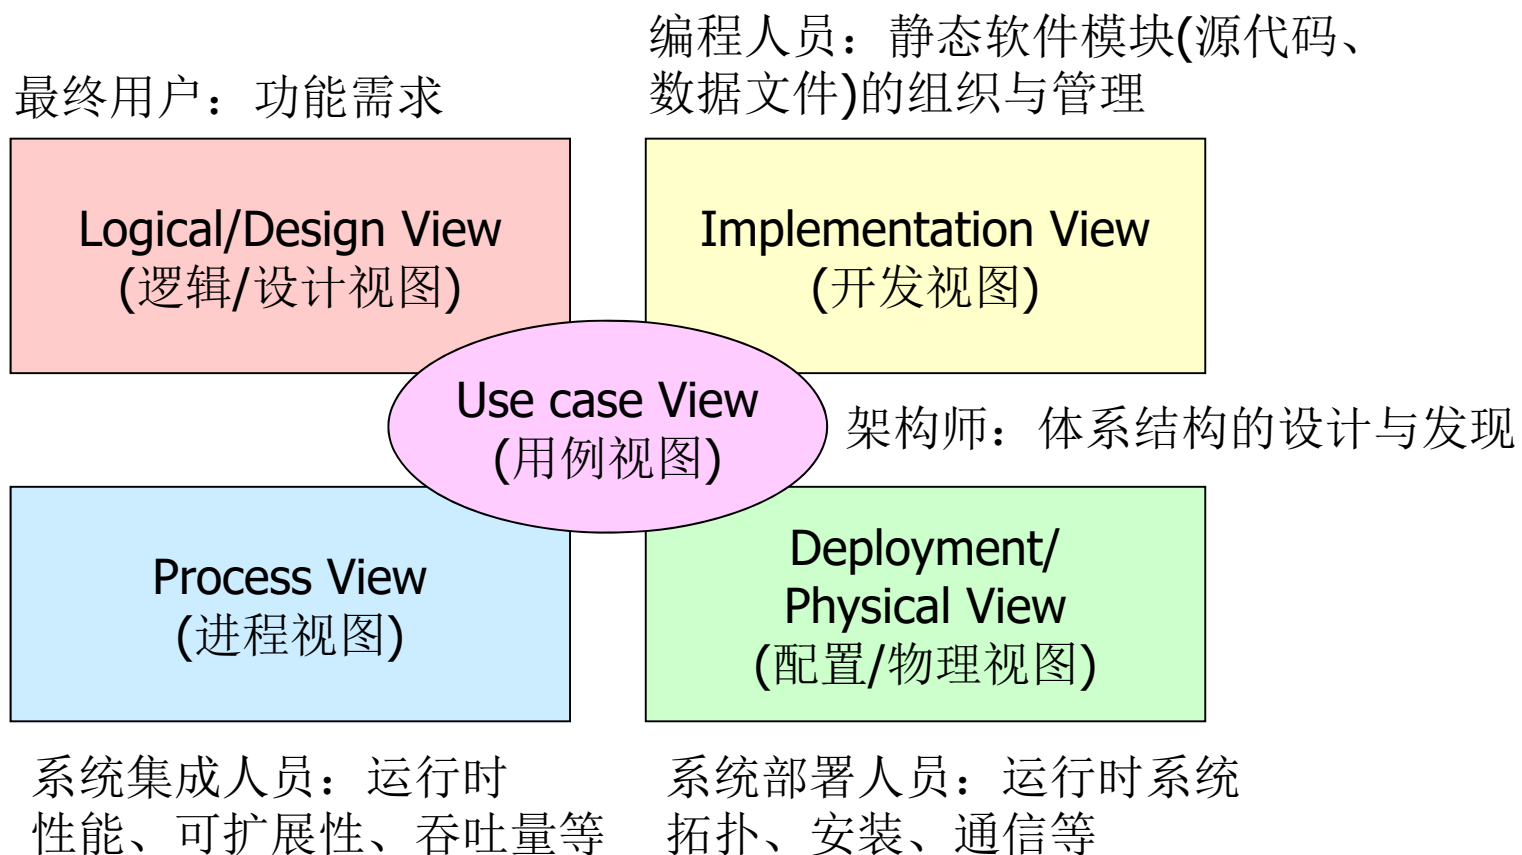 最终用户：功能需求
编程人员：静态软件模块(源代码、
数据文件)的组织与管理
Logical/Design View
(逻辑/设计视图)
Implementation View
(开发视图)
Use case View
(用例视图)
架构师：体系结构的设计与发现
Process View
(进程视图)
Deployment/
Physical View
(配置/物理视图)
系统集成人员：运行时
性能、可扩展性、吞吐量等
系统部署人员：运行时系统
拓扑、安装、通信等